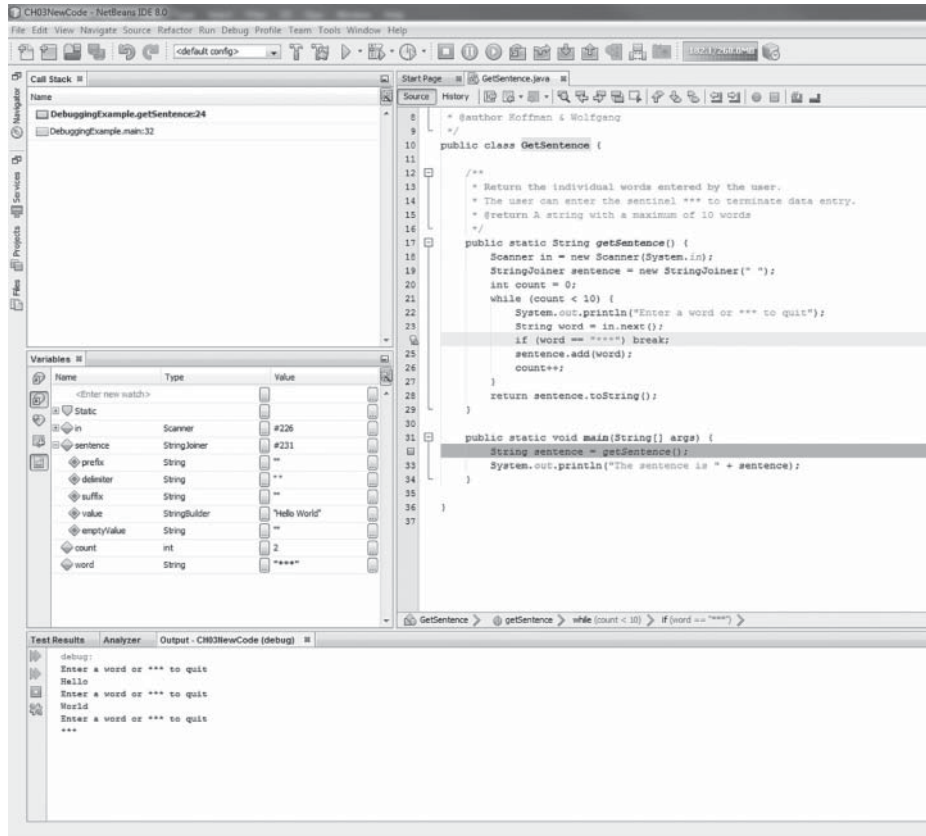 CH03NewCode - NetBeans IDE 8.0
File Edit View Navigate Source Refactor Run Debug Profile Team Tools Window Help
<default config>
Navigator
Services
Projects
Files
Call Stack
Name
DebuggingExample.getSentence:24
DebuggingExample.main:32
Variables
Name Type Value
<Enter new watch>
Static
in Scanner #226
sentence StringJoiner #231
prefix String ""
delimiter String " "
suffix String ""
value StringBuilder "Hello World"
emptyValue String ""
count int 2
word String "***"
Start Page GetSentence.java
Source History
8 * @author Koffman & Wolfgang
9 */
10 public class GetSentence {
11
12 /**
13 * Return the individual words entered by the user.
14 * The user can enter the sentinel *** to terminate data entry.
15 * @return A string with a maximum of 10 words
16 */
17 public static String getSentence() {
18 Scanner in = new Scanner(System.in);
19 StringJoiner sentence = new StringJoiner(" ");
20 int count = 0;
21 while (count < 10) {
22 System.out.println("Enter a word or *** to quit");
23 String word = in.next();
if (word == "***") break;
25 sentence.add(word);
26 count++;
27 }
28 return sentence.toString();
29 }
30
31 public static void main(String[] args) {
String sentence = getSentence();
33 System.out.println("The sentence is " + sentence);
34 }
35
36 }
37
GetSentence getSentence while (count < 10) if (word == "***")
Test Results Analyzer Output - CH03NewCode (debug)
debug:
Enter a word or *** to quit
Hello
Enter a word or *** to quit
World
Enter a word or *** to quit
***